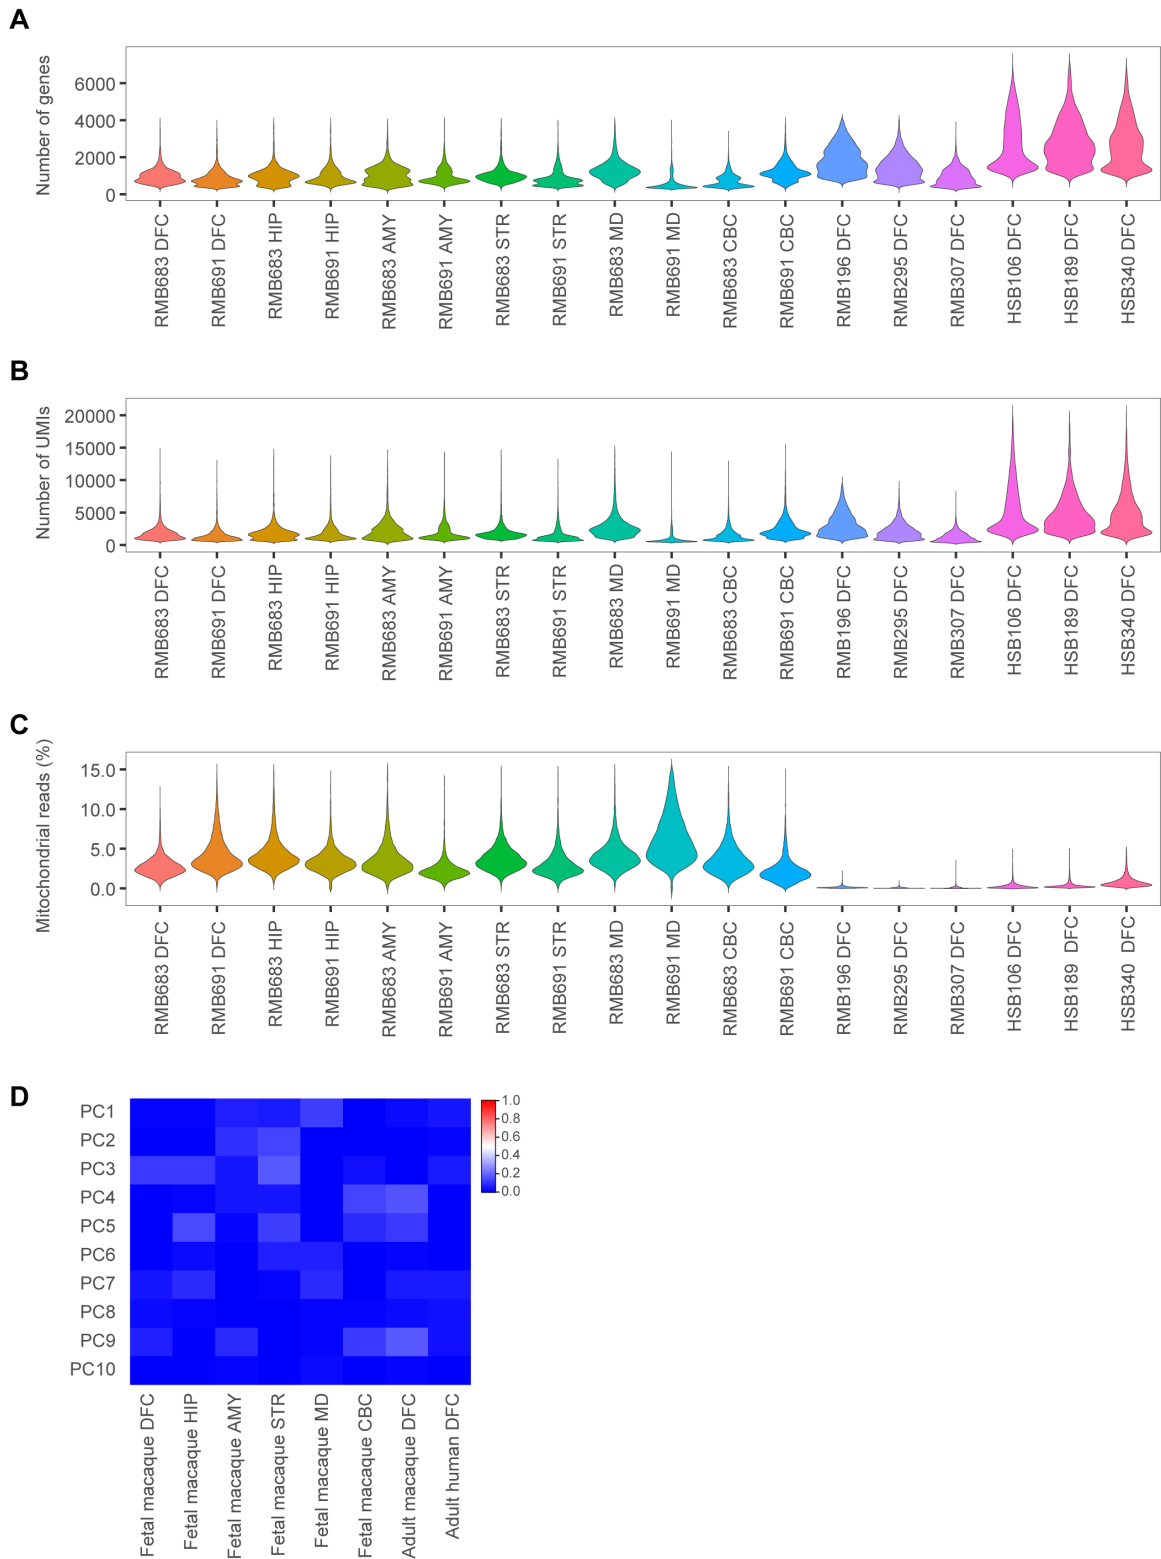 A
Number of genes
6000
4000
2000
0
RMB683 DFC
RMB691 DFC
RMB683 HIP
RMB691 HIP
RMB683 AMY
RMB691 AMY
RMB683 STR
RMB691 STR
RMB683 MD
RMB691 MD
RMB683 CBC
RMB691 CBC
RMB196 DFC
RMB295 DFC
RMB307 DFC
HSB106 DFC
HSB189 DFC
HSB340 DFC
B
Number of UMIs
20000
15000
10000
5000
0
RMB683 DFC
RMB691 DFC
RMB683 HIP
RMB691 HIP
RMB683 AMY
RMB691 AMY
RMB683 STR
RMB691 STR
RMB683 MD
RMB691 MD
RMB683 CBC
RMB691 CBC
RMB196 DFC
RMB295 DFC
RMB307 DFC
HSB106 DFC
HSB189 DFC
HSB340 DFC
C
Mitochondrial reads (%)
15.0
10.0
5.0
0.0
RMB683 DFC
RMB691 DFC
RMB683 HIP
RMB691 HIP
RMB683 AMY
RMB691 AMY
RMB683 STR
RMB691 STR
RMB683 MD
RMB691 MD
RMB683 CBC
RMB691 CBC
RMB196 DFC
RMB295 DFC
RMB307 DFC
HSB106 DFC
HSB189 DFC
HSB340 DFC
D
PC1
PC2
PC3
PC4
PC5
PC6
PC7
PC8
PC9
PC10
1.0
0.8
0.6
0.4
0.2
0.0
Fetal macaque DFC
Fetal macaque HIP
Fetal macaque AMY
Fetal macaque STR
Fetal macaque MD
Fetal macaque CBC
Adult macaque DFC
Adult human DFC